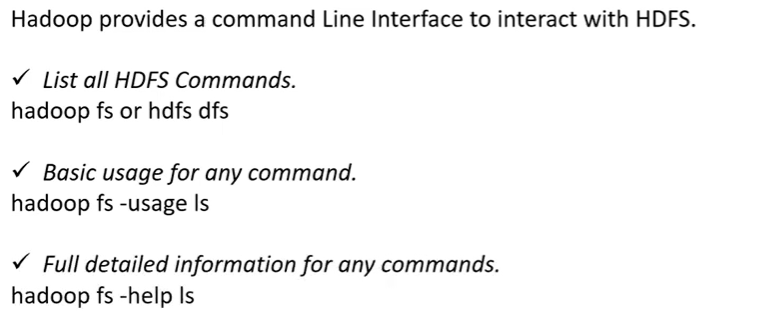 Hadoop provides a command Line Interface to interact with HDFS.
✓ List all HDFS Commands.
hadoop fs or hdfs dfs
✓ Basic usage for any command.
hadoop fs -usage ls
✓ Full detailed information for any commands.
hadoop fs -help ls